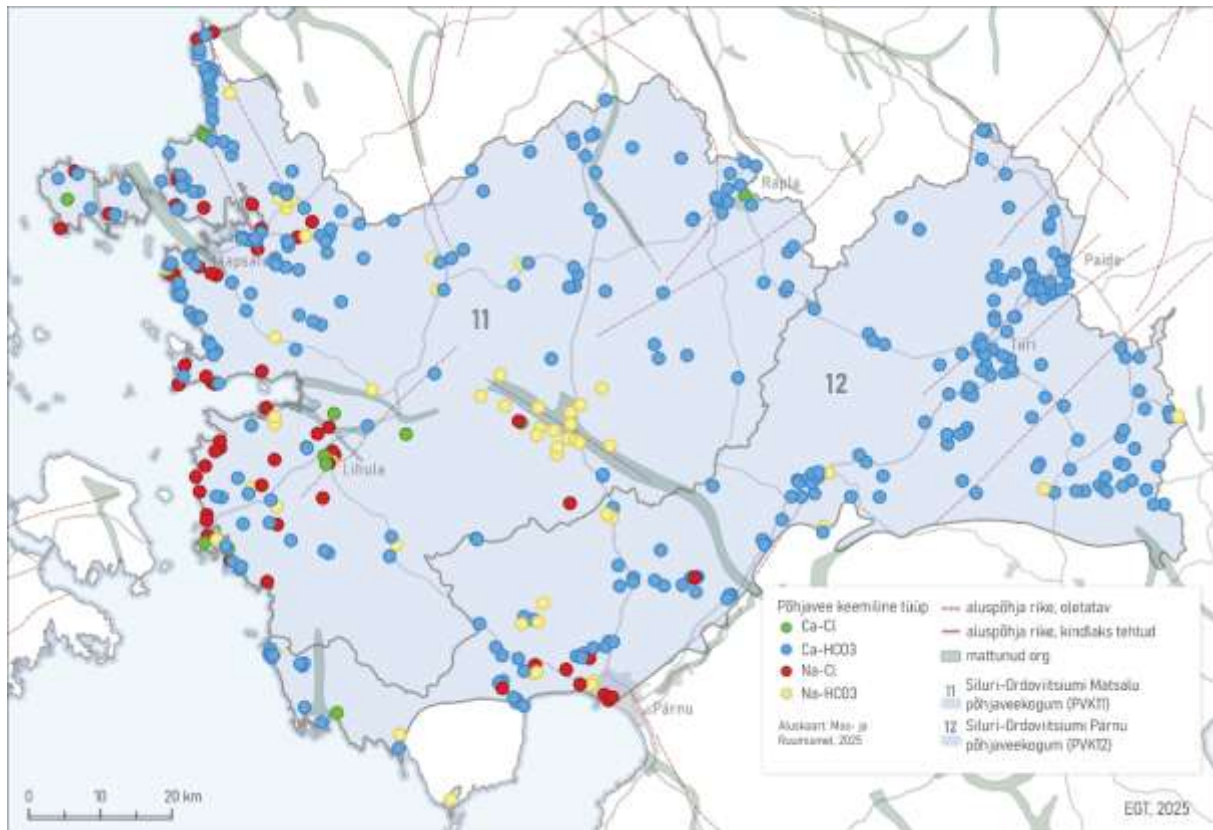 Rapla
Paide
Haapsalu
11
12
Türi
Lihula
Pärnu
Põhjavee keemiline tüüp
Ca-Cl
Ca-HCO3
Na-Cl
Na-HCO3
Aluskaart: Maa- ja
Ruumiamet, 2025
aluspõhja rike, oletatav
aluspõhja rike, kindlaks tehtud
mattunud org
11 Siluri-Ordoviitsiumi Matsalu
põhjaveekogum (PVK11)
12 Siluri-Ordoviitsiumi Pärnu
põhjaveekogum (PVK12)
0 10 20 km
EGT, 2025